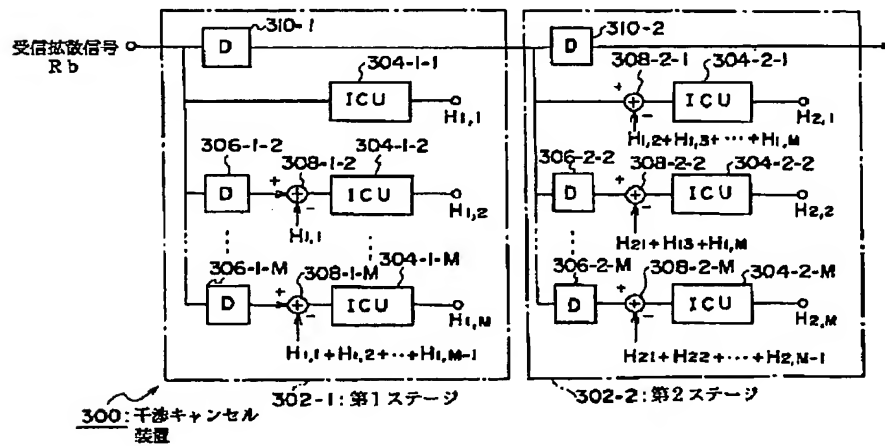 310-1
D
受信拡散信号
Rb
304-1-1
ICU
H1,1
306-1-2
D
+
308-1-2
-
304-1-2
ICU
H1,1
H1,2
306-1-M
D
+
308-1-M
-
304-1-M
ICU
H1,M
H1,1+H1,2+‥+H1,M-1
302-1:第1ステージ
310-2
D
308-2-1
+
-
304-2-1
ICU
H2,1
H1,2+H1,3+‥+H1,M
306-2-2
D
+
308-2-2
-
304-2-2
ICU
H2,2
H21+H13+H1,M
306-2-M
D
+
308-2-M
-
304-2-M
ICU
H2,M
H21+H22+‥+H2,M-1
302-2:第2ステージ
300:干渉キャンセル
装置